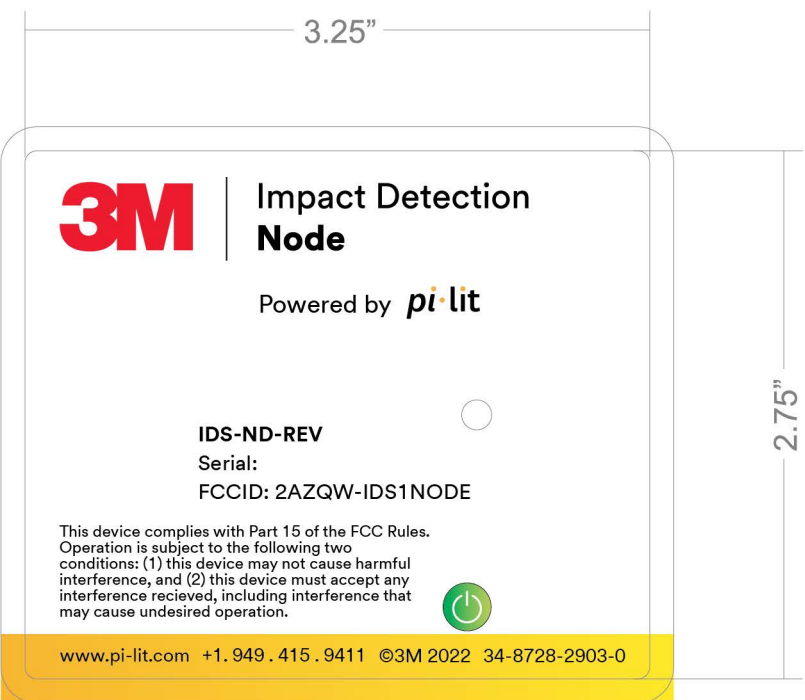 3.25”
3M
Impact Detection
Node
Powered by pi·lit
2.75”
IDS-ND-REV
Serial:
FCCID: 2AZQW-IDS1NODE
This device complies with Part 15 of the FCC Rules.
Operation is subject to the following two
conditions: (1) this device may not cause harmful
interference, and (2) this device must accept any
interference recieved, including interference that
may cause undesired operation.
www.pi-lit.com +1. 949 . 415 . 9411 ©3M 2022 34-8728-2903-0